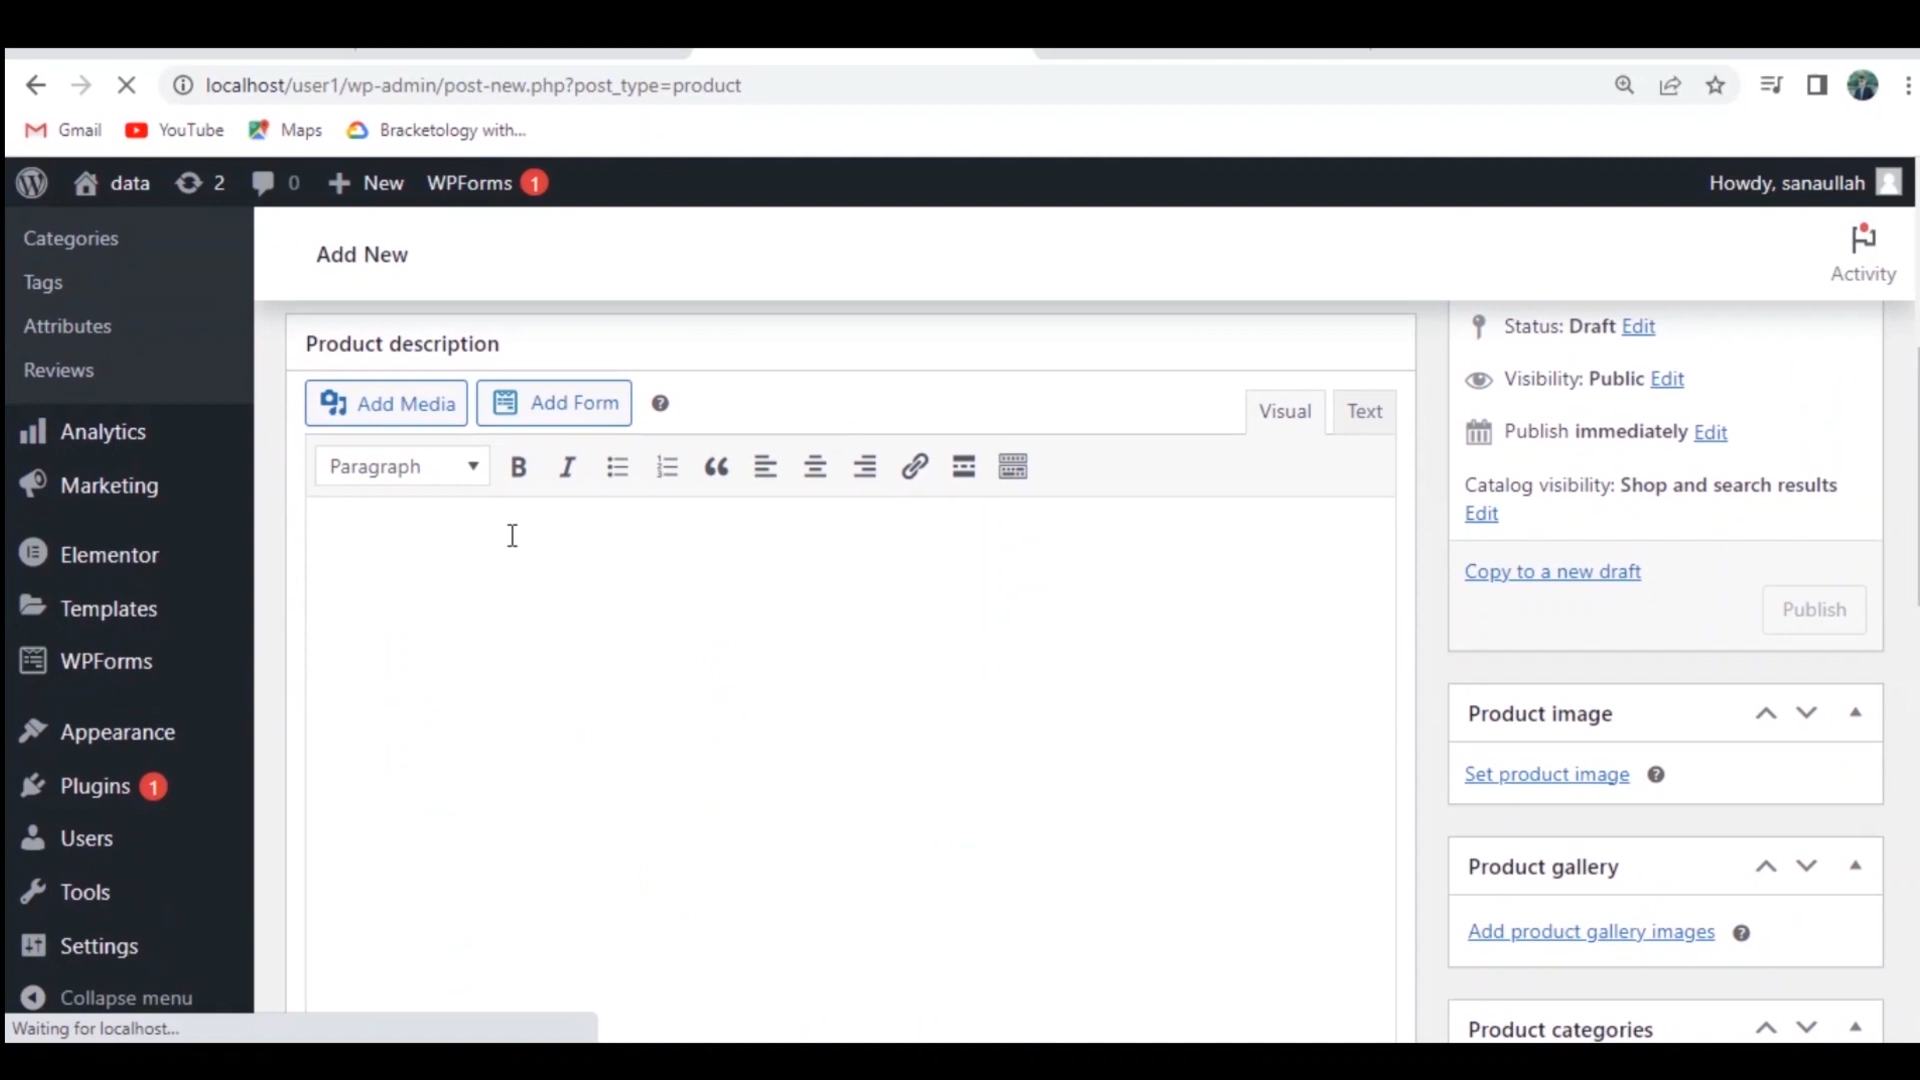 localhost/user1/wp-admin/post-new.php?post_type=product
Gmail YouTube Maps Bracketology with...
data 2 0 New WPForms 1 Howdy, sanaullah
Categories
Tags
Attributes
Reviews
Analytics
Marketing
Elementor
Templates
WPForms
Appearance
Plugins 1
Users
Tools
Settings
Collapse menu
Waiting for localhost...
Add New
Activity
Product description
Add Media Add Form
Visual Text
Paragraph
Status: Draft Edit
Visibility: Public Edit
Publish immediately Edit
Catalog visibility: Shop and search results
Edit
Copy to a new draft
Publish
Product image
Set product image
Product gallery
Add product gallery images
Product categories